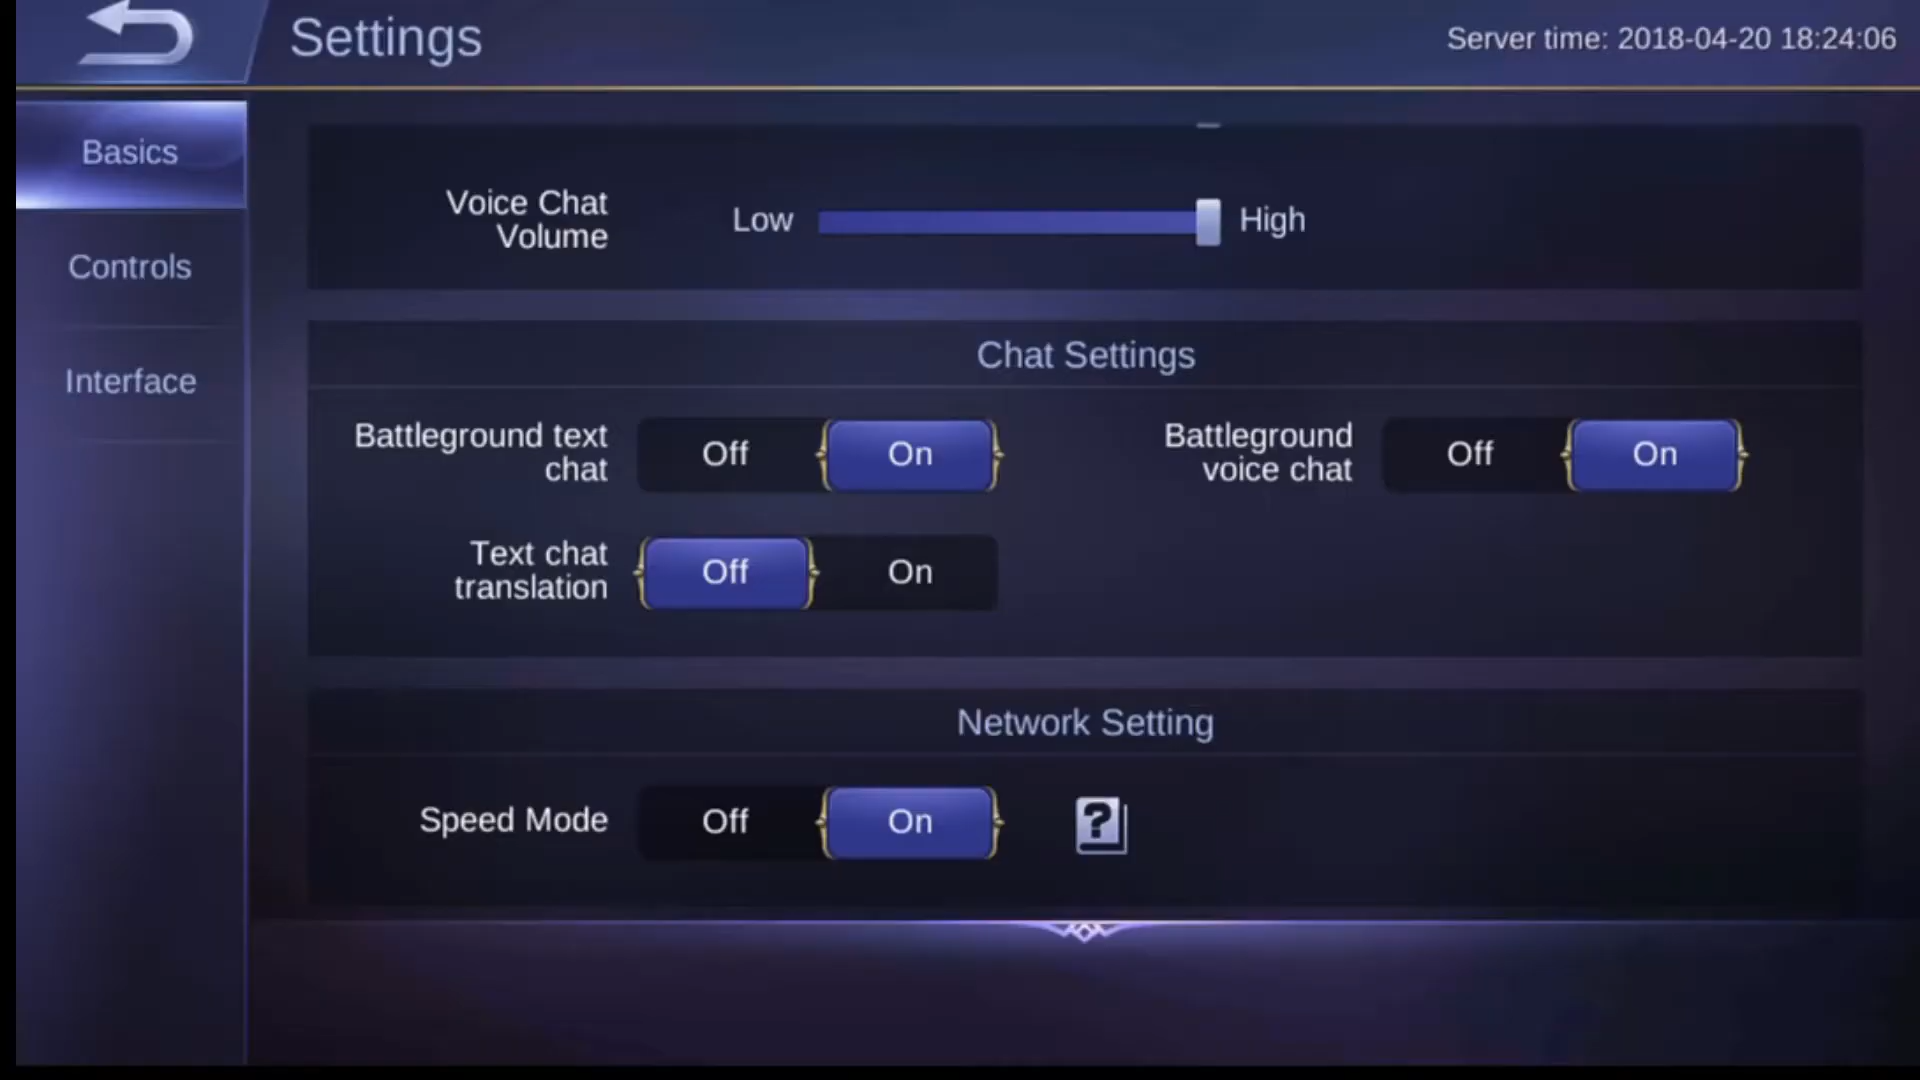 Settings
Server time: 2018-04-20 18:24:06
Basics
Controls
Interface
Voice Chat
Volume
Low
High
Chat Settings
Battleground text
chat
Off
On
Battleground
voice chat
Off
On
Text chat
translation
Off
On
Network Setting
Speed Mode
Off
On
?